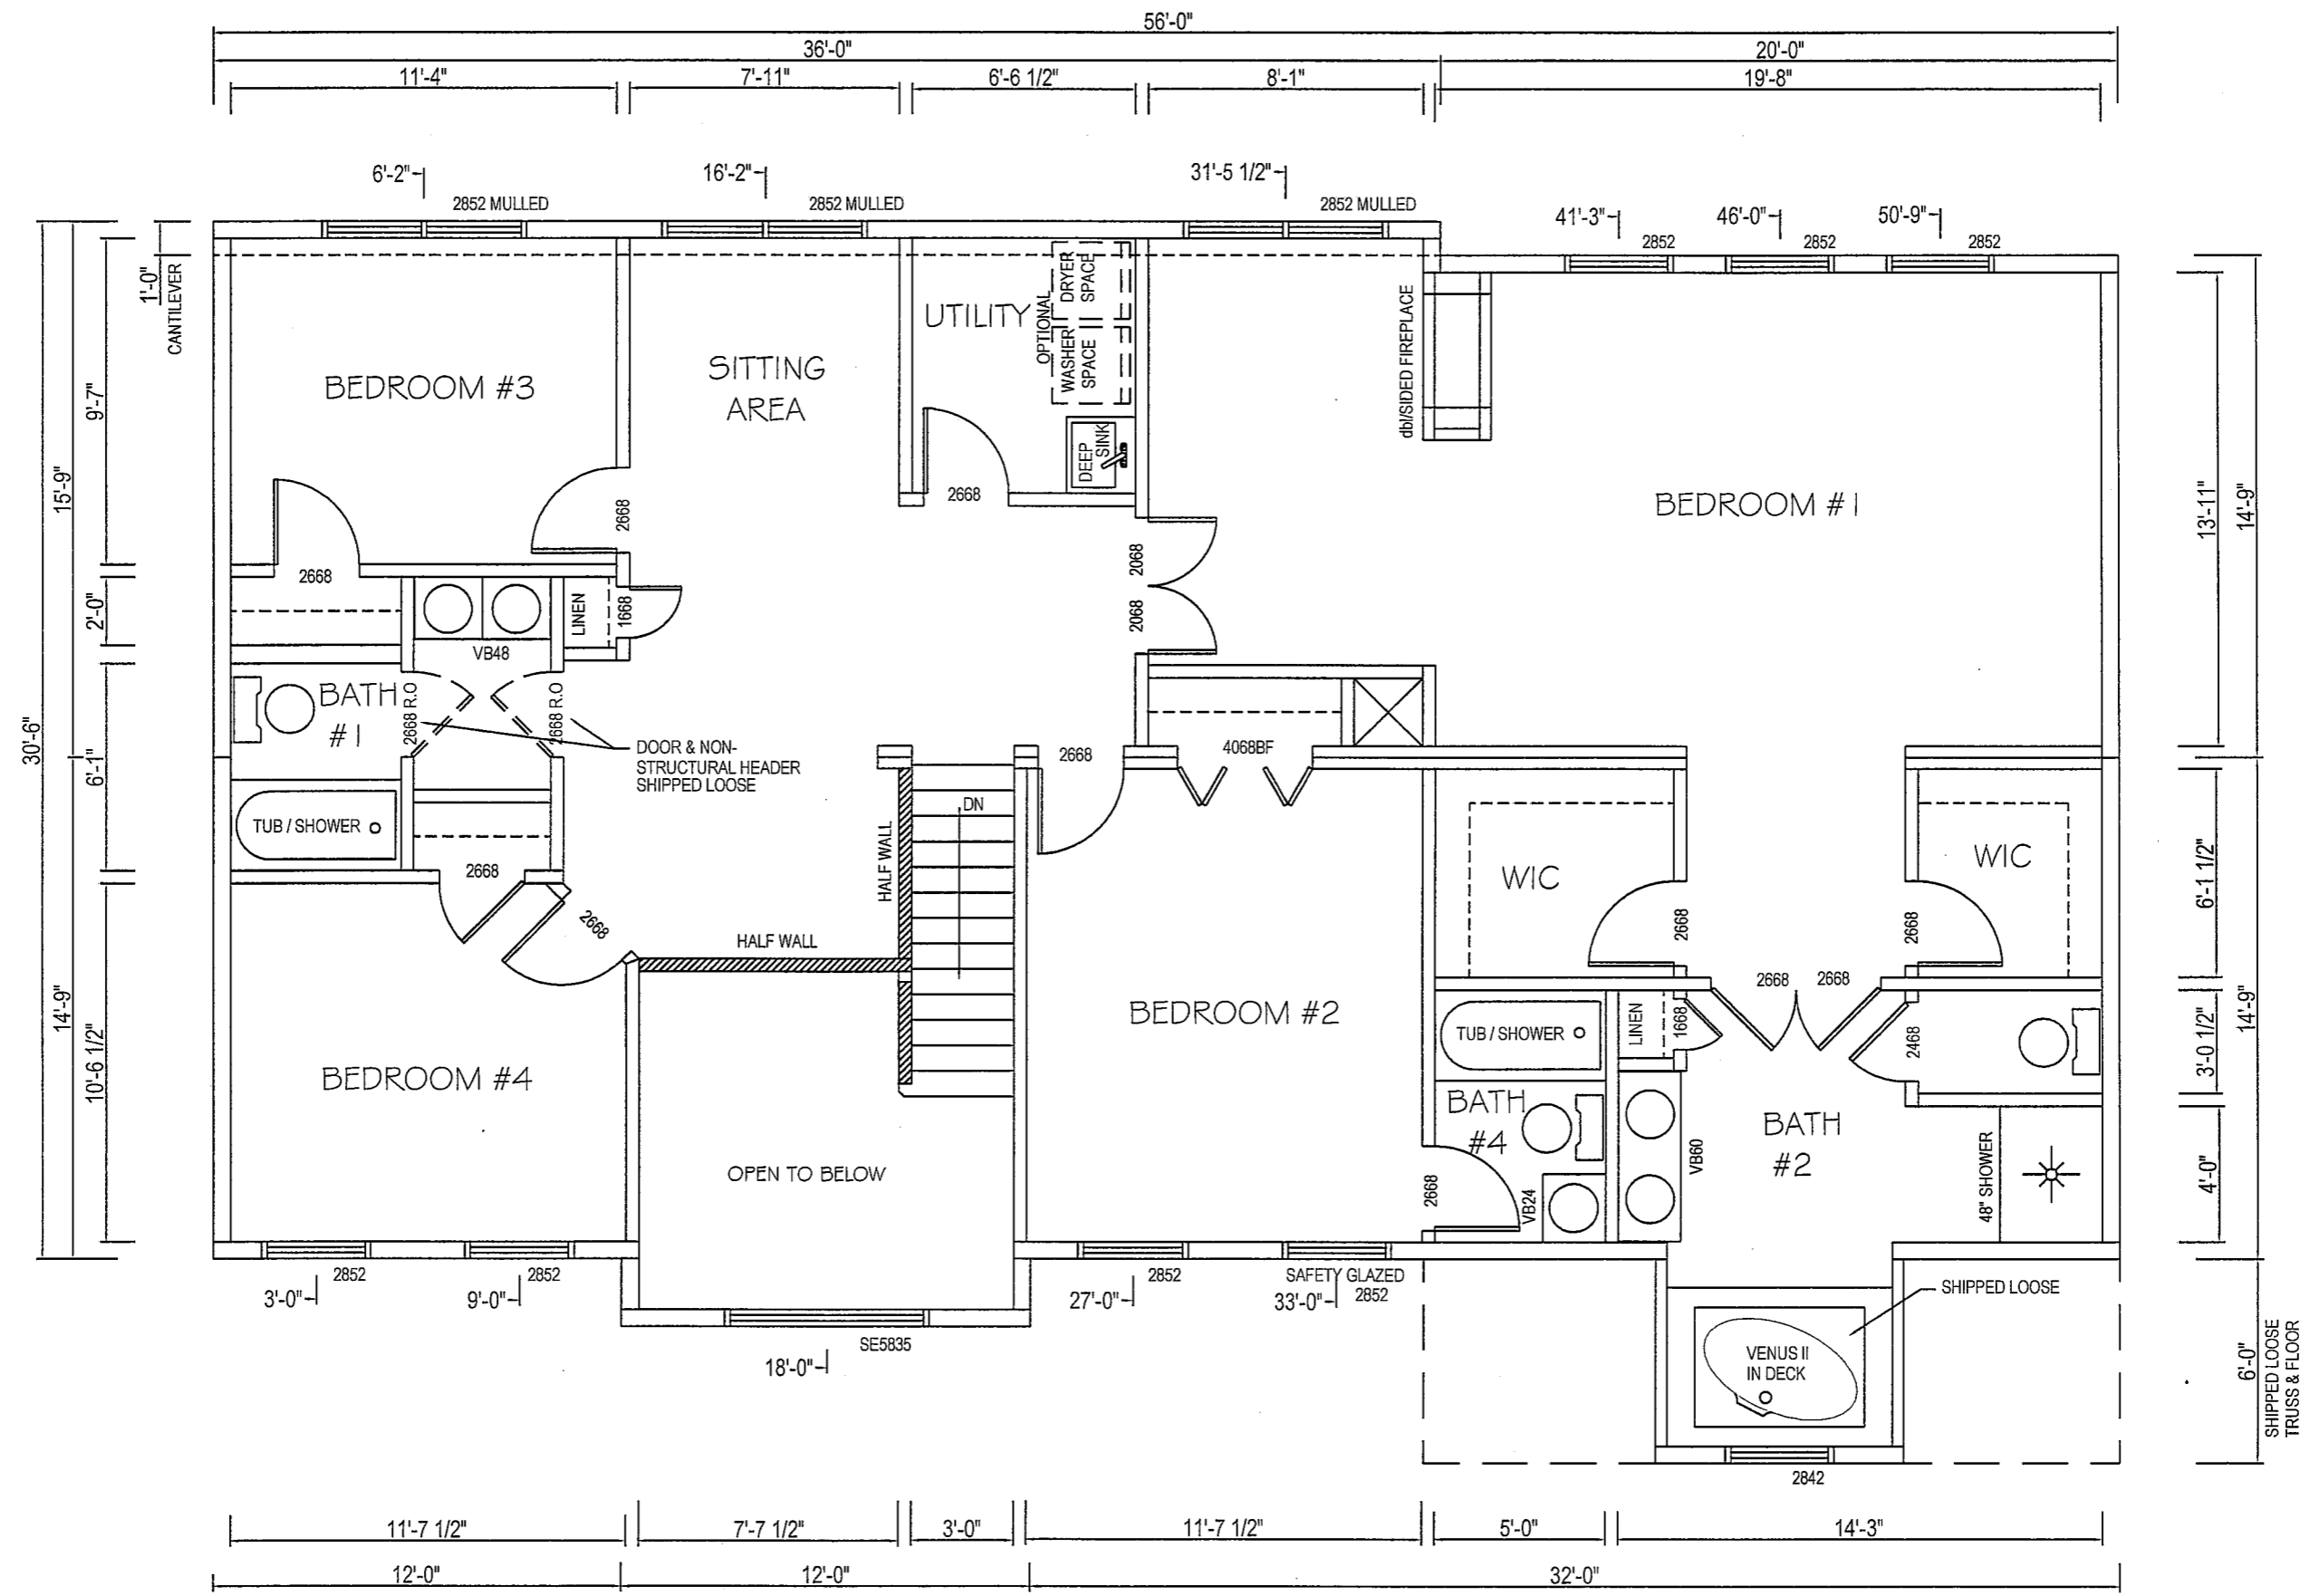 56'-0"
36'-0"
20'-0"
11'-4"
7'-11"
6'-6 1/2"
8'-1"
19'-8"
6'-2"
16'-2"
31'-5 1/2"
2852 MULLED
2852 MULLED
2852 MULLED
41'-3"
46'-0"
50'-9"
2852
2852
2852
1'-0"
CANTILEVER
30'-6"
15'-9"
14'-9"
9'-7"
2'-0"
6'-1"
10'-6 1/2"
BEDROOM #3
2668
2668
SITTING
AREA
UTILITY
OPTIONAL
DRYER
SPACE
WASHER
SPACE
DEEP
SINK
2668
dbl/SIDED FIREPLACE
BEDROOM #1
2068
2068
13'-11"
14'-9"
LINEN
1668
VB48
BATH
#1
2668 R.O
2668 R.O
DOOR & NON-
STRUCTURAL HEADER
SHIPPED LOOSE
TUB / SHOWER
2668
2668
HALF WALL
HALF WALL
DN
2668
4068BF
WIC
WIC
2668
2668
2668
2668
6'-1 1/2"
3'-0 1/2"
4'-0"
14'-9"
BEDROOM #4
OPEN TO BELOW
BEDROOM #2
TUB / SHOWER
LINEN
1668
2468
BATH
#4
2668
VB24
VB60
BATH
#2
48" SHOWER
2852
2852
3'-0"
9'-0"
SE5835
18'-0"
2852
27'-0"
SAFETY GLAZED
2852
33'-0"
SHIPPED LOOSE
VENUS II
IN DECK
2842
6'-0"
SHIPPED LOOSE
TRUSS & FLOOR
11'-7 1/2"
7'-7 1/2"
3'-0"
11'-7 1/2"
5'-0"
14'-3"
12'-0"
12'-0"
32'-0"